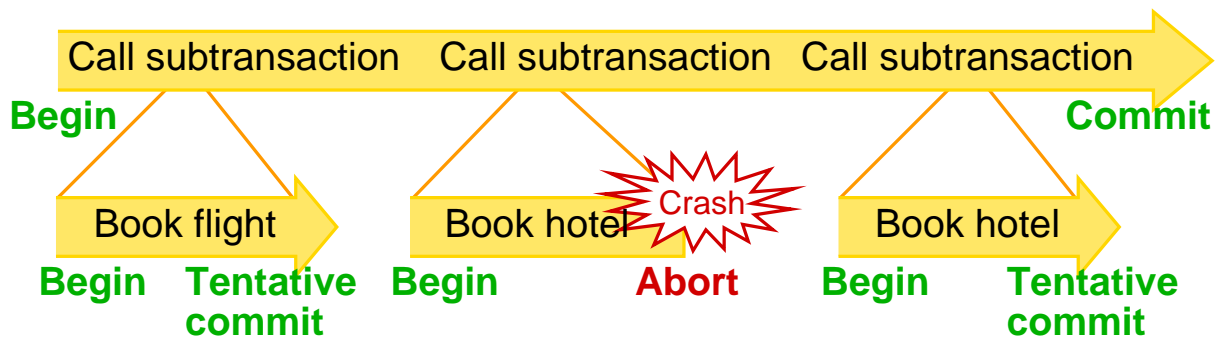 Call subtransaction Call subtransaction Call subtransaction
Begin Commit
Book flight Book hotel Crash Book hotel
Begin Tentative commit Begin Abort Begin Tentative commit